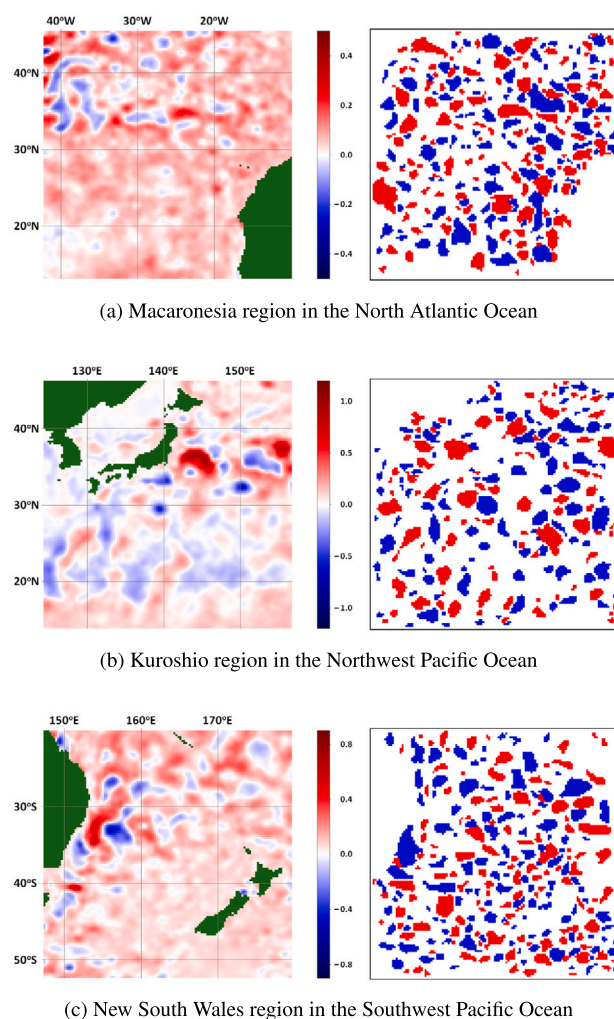 40°W 20°W
40°N
30°N
20°N
0.4
0.2
0.0
−0.2
−0.4
(a) Macaronesia region in the North Atlantic Ocean
130°E 140°E 150°E
40°N
30°N
20°N
1.0
0.5
0.0
−0.5
−1.0
(b) Kuroshio region in the Northwest Pacific Ocean
150°E 160°E 170°E
30°S
40°S
50°S
0.8
0.4
0.0
−0.4
−0.8
(c) New South Wales region in the Southwest Pacific Ocean